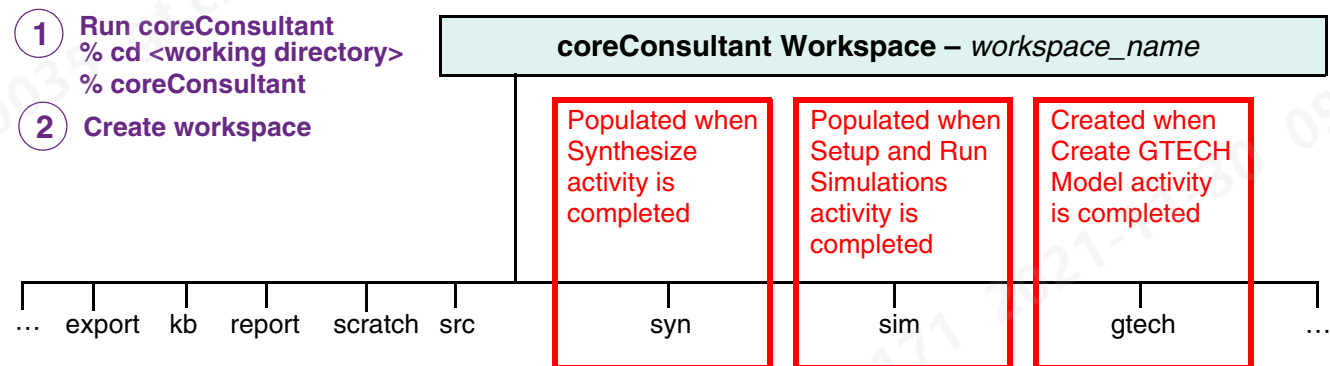 1 Run coreConsultant
% cd <working directory>
% coreConsultant
2 Create workspace
coreConsultant Workspace – workspace_name
Populated when
Synthesize
activity is
completed
Populated when
Setup and Run
Simulations
activity is
completed
Created when
Create GTECH
Model activity
is completed
... export kb report scratch src syn sim gtech ...